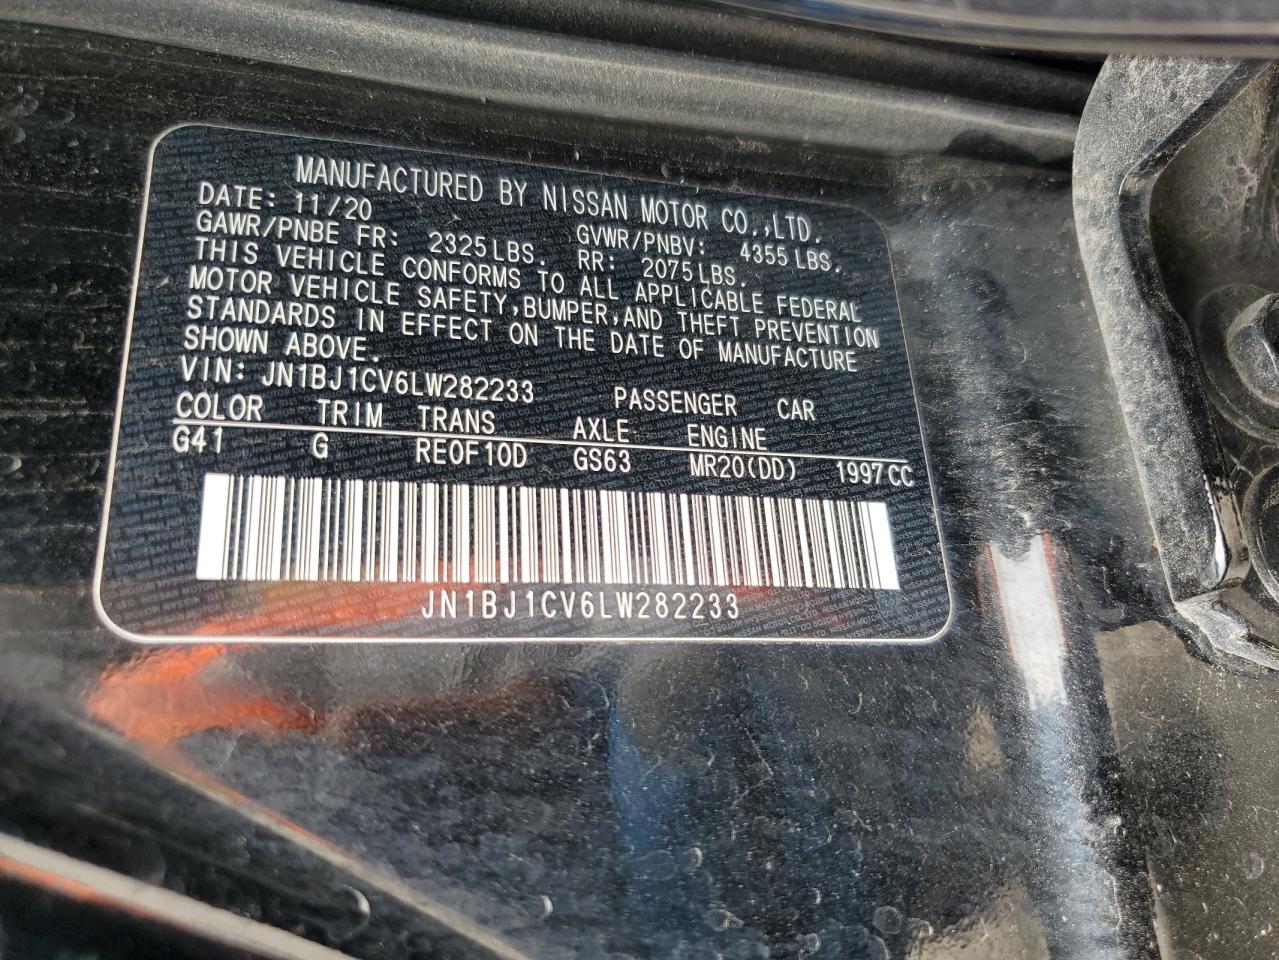 MANUFACTURED BY NISSAN MOTOR CO.,LTD.
DATE: 11/20 GVWR/PNBV: 4355 LBS.
GAWR/PNBE FR: 2325 LBS. RR: 2075 LBS.
THIS VEHICLE CONFORMS TO ALL APPLICABLE FEDERAL
MOTOR VEHICLE SAFETY,BUMPER,AND THEFT PREVENTION
STANDARDS IN EFFECT ON THE DATE OF MANUFACTURE
SHOWN ABOVE.
VIN: JN1BJ1CV6LW282233 PASSENGER CAR
COLOR TRIM TRANS AXLE ENGINE
G41 G RE0F10D GS63 MR20(DD) 1997CC
JN1BJ1CV6LW282233